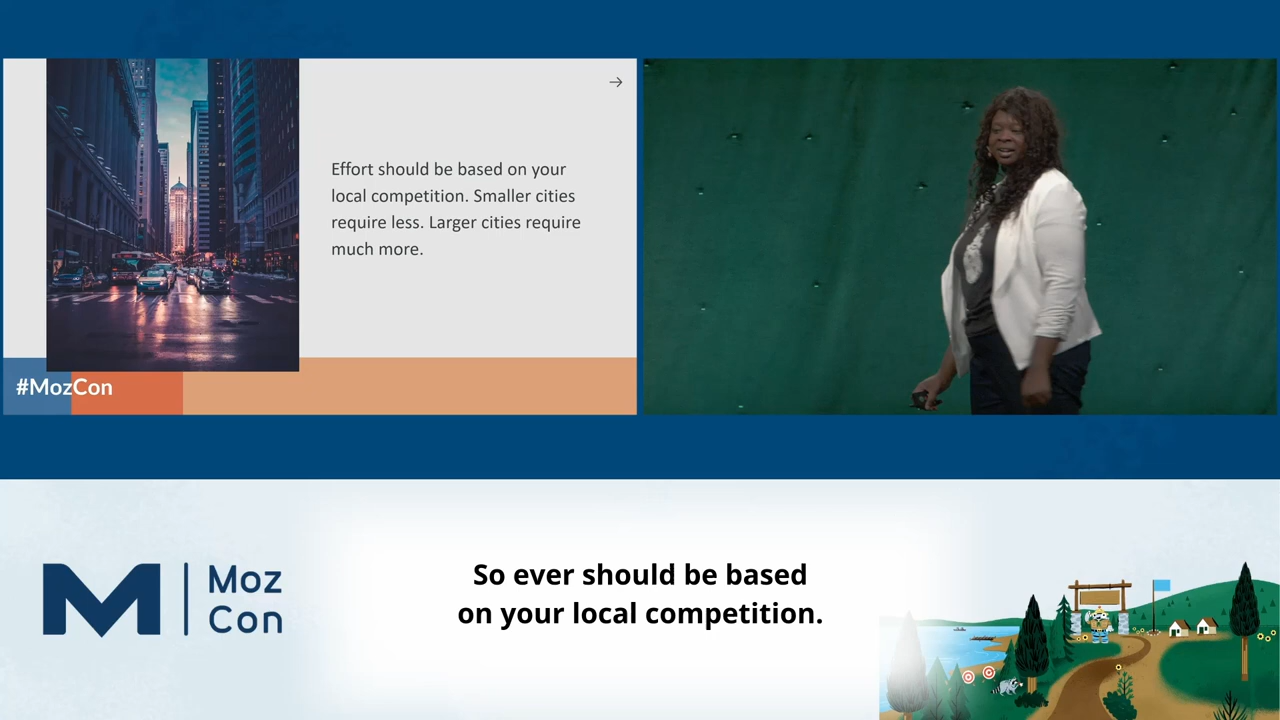 Effort should be based on your
local competition. Smaller cities
require less. Larger cities require
much more.
#MozCon
Moz
Con
So ever should be based
on your local competition.